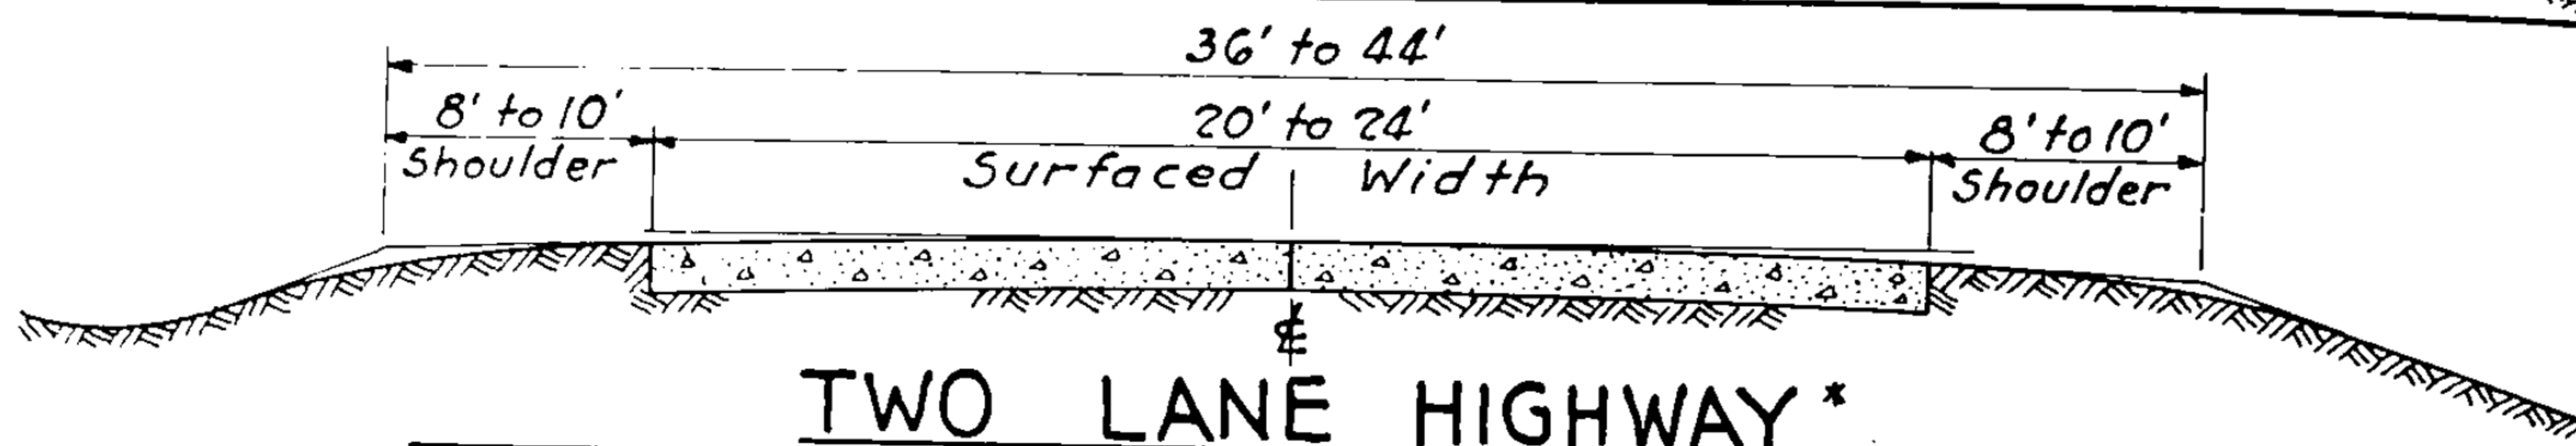 36' to 44'
8' to 10'
20' to 24'
8' to 10'
Shoulder
Surfaced Width
Shoulder
℄
TWO LANE HIGHWAY*